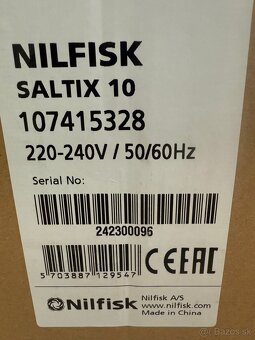 NILFISK
SALTIX 10
107415328
220-240V / 50/60Hz
Serial No:
242300096
CE EAC
5 703887 129547
Nilfisk
Nilfisk A/S
www.nilfisk.com
Made in China
bazos.sk